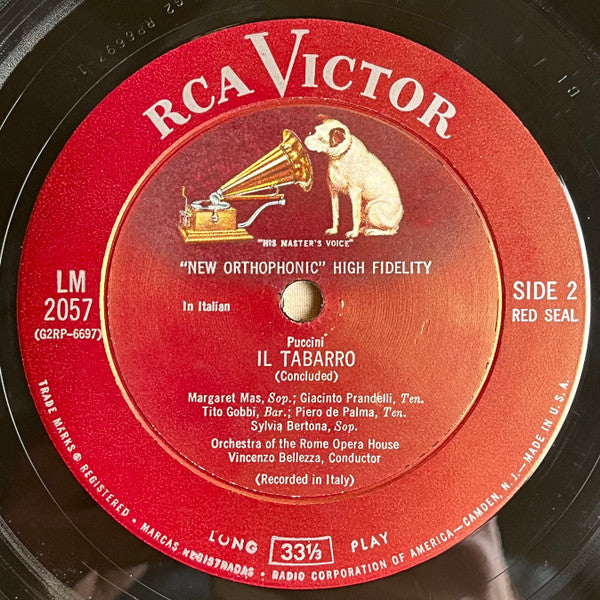 RCA VICTOR
"HIS MASTER'S VOICE"
"NEW ORTHOPHONIC" HIGH FIDELITY
LM
2057
(G2RP-6697)
SIDE 2
RED SEAL
In Italian
Puccini
IL TABARRO
(Concluded)
Margaret Mas, Sop.; Giacinto Prandelli, Ten.
Tito Gobbi, Bar.; Piero de Palma, Ten.
Sylvia Bertona, Sop.
Orchestra of the Rome Opera House
Vincenzo Bellezza, Conductor
(Recorded in Italy)
LONG 33⅓ PLAY
TRADE MARKS ® REGISTERED • MARCAS REGISTRADAS • RADIO CORPORATION OF AMERICA—CAMDEN, N.J.—MADE IN U.S.A.